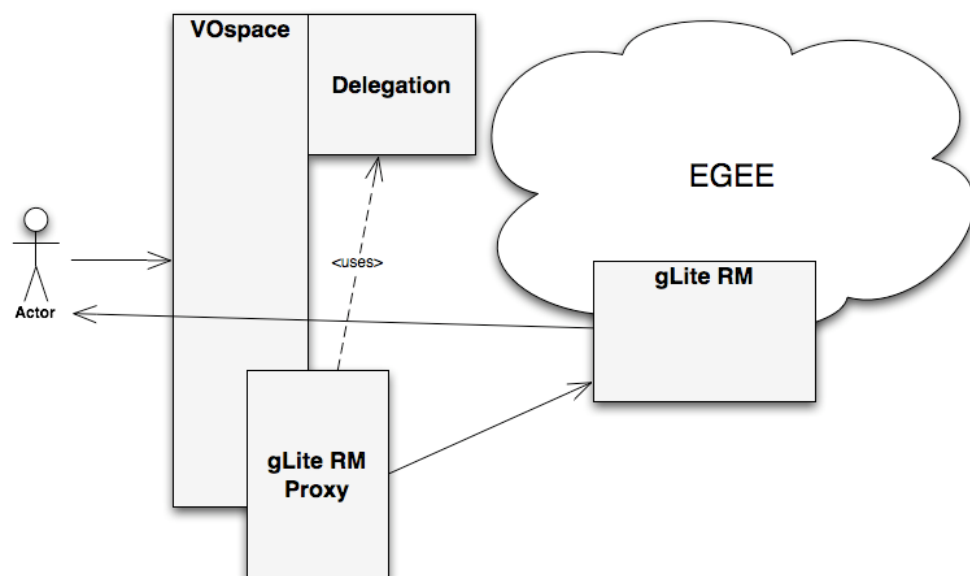 VOspace
Delegation
EGEE
<uses>
gLite RM
Actor
gLite RM
Proxy